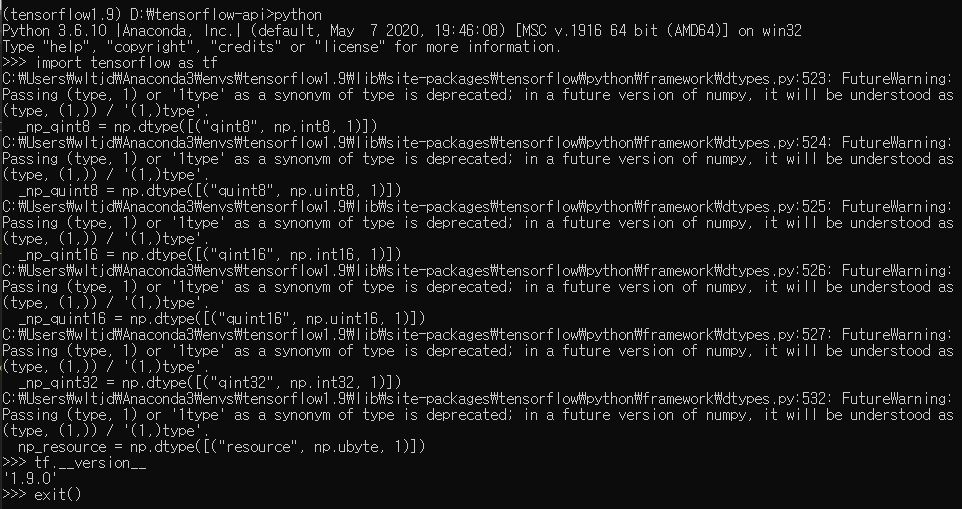 (tensorflow1.9) D:₩tensorflow-api>python
Python 3.6.10 |Anaconda, Inc.| (default, May  7 2020, 19:46:08) [MSC v.1916 64 bit (AMD64)] on win32
Type "help", "copyright", "credits" or "license" for more information.
>>> import tensorflow as tf
C:₩Users₩wltjd₩Anaconda3₩envs₩tensorflow1.9₩lib₩site-packages₩tensorflow₩python₩framework₩dtypes.py:523: FutureWarning:
Passing (type, 1) or '1type' as a synonym of type is deprecated; in a future version of numpy, it will be understood as
(type, (1,)) / '(1,)type'.
  _np_qint8 = np.dtype([("qint8", np.int8, 1)])
C:₩Users₩wltjd₩Anaconda3₩envs₩tensorflow1.9₩lib₩site-packages₩tensorflow₩python₩framework₩dtypes.py:524: FutureWarning:
Passing (type, 1) or '1type' as a synonym of type is deprecated; in a future version of numpy, it will be understood as
(type, (1,)) / '(1,)type'.
  _np_quint8 = np.dtype([("quint8", np.uint8, 1)])
C:₩Users₩wltjd₩Anaconda3₩envs₩tensorflow1.9₩lib₩site-packages₩tensorflow₩python₩framework₩dtypes.py:525: FutureWarning:
Passing (type, 1) or '1type' as a synonym of type is deprecated; in a future version of numpy, it will be understood as
(type, (1,)) / '(1,)type'.
  _np_qint16 = np.dtype([("qint16", np.int16, 1)])
C:₩Users₩wltjd₩Anaconda3₩envs₩tensorflow1.9₩lib₩site-packages₩tensorflow₩python₩framework₩dtypes.py:526: FutureWarning:
Passing (type, 1) or '1type' as a synonym of type is deprecated; in a future version of numpy, it will be understood as
(type, (1,)) / '(1,)type'.
  _np_quint16 = np.dtype([("quint16", np.uint16, 1)])
C:₩Users₩wltjd₩Anaconda3₩envs₩tensorflow1.9₩lib₩site-packages₩tensorflow₩python₩framework₩dtypes.py:527: FutureWarning:
Passing (type, 1) or '1type' as a synonym of type is deprecated; in a future version of numpy, it will be understood as
(type, (1,)) / '(1,)type'.
  _np_qint32 = np.dtype([("qint32", np.int32, 1)])
C:₩Users₩wltjd₩Anaconda3₩envs₩tensorflow1.9₩lib₩site-packages₩tensorflow₩python₩framework₩dtypes.py:532: FutureWarning:
Passing (type, 1) or '1type' as a synonym of type is deprecated; in a future version of numpy, it will be understood as
(type, (1,)) / '(1,)type'.
  np_resource = np.dtype([("resource", np.ubyte, 1)])
>>> tf.__version__
'1.9.0'
>>> exit()